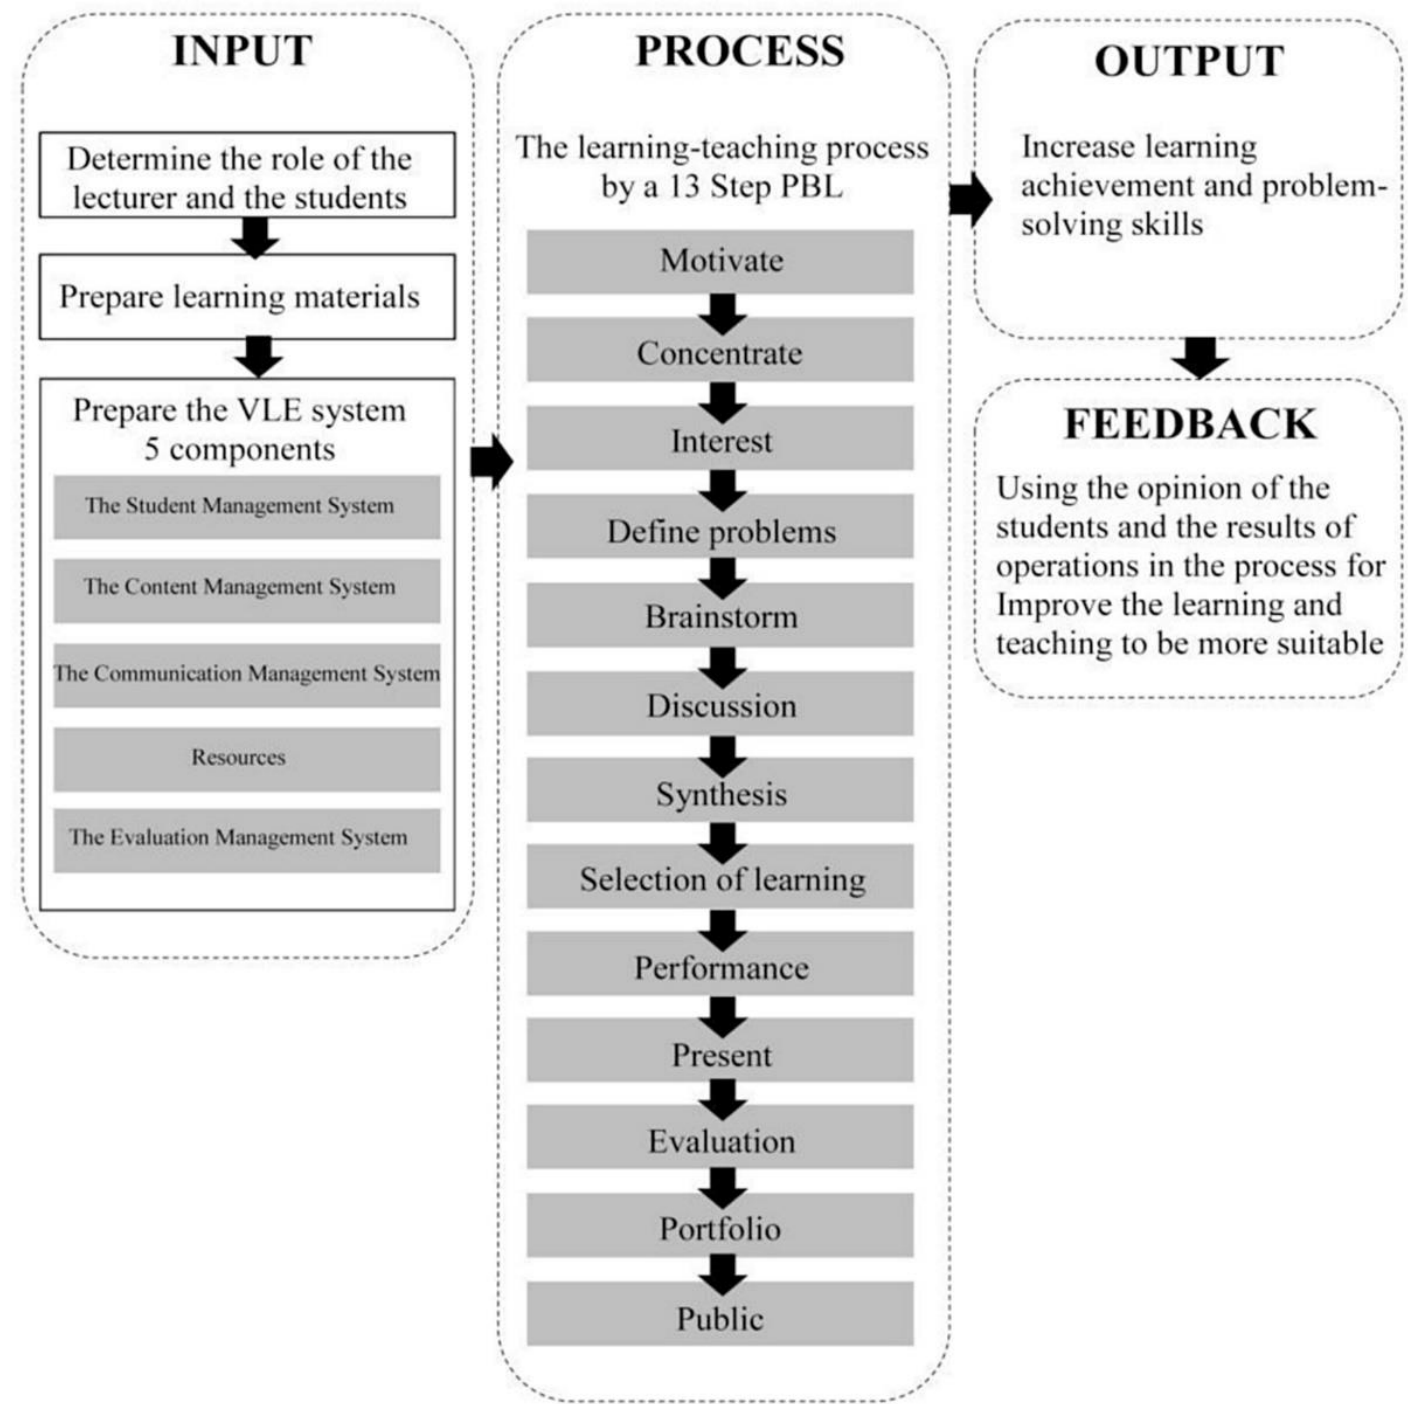 INPUT
Determine the role of the
lecturer and the students
Prepare learning materials
Prepare the VLE system
5 components
The Student Management System
The Content Management System
The Communication Management System
Resources
The Evaluation Management System
PROCESS
The learning-teaching process
by a 13 Step PBL
Motivate
Concentrate
Interest
Define problems
Brainstorm
Discussion
Synthesis
Selection of learning
Performance
Present
Evaluation
Portfolio
Public
OUTPUT
Increase learning
achievement and problem-
solving skills
FEEDBACK
Using the opinion of the
students and the results of
operations in the process for
Improve the learning and
teaching to be more suitable